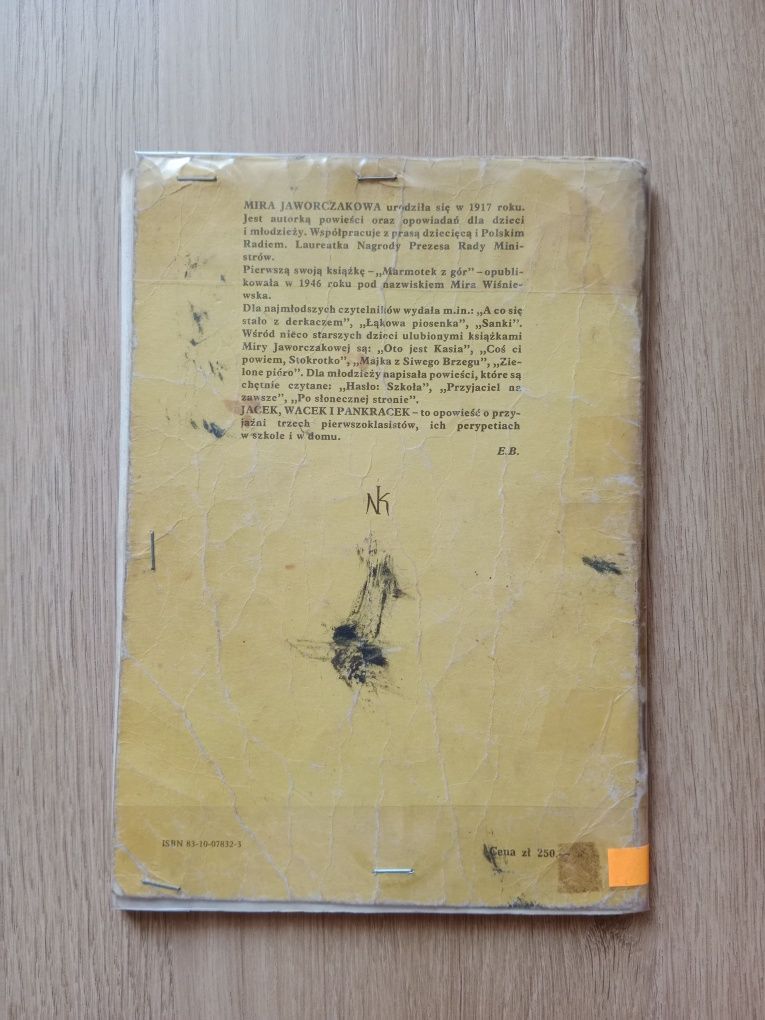 MIRA JAWORCZAKOWA urodziła się w 1917 roku.
Jest autorką powieści oraz opowiadań dla dzieci
i młodzieży. Współpracuje z prasą dziecięcą i Polskim
Radiem. Laureatka Nagrody Prezesa Rady Mini-
strów.
Pierwszą swoją książkę – „Marmotek z gór” – opubli-
kowała w 1946 roku pod nazwiskiem Mira Wiśnie-
wska.
Dla najmłodszych czytelników wydała m.in.: „A co się
stało z derkaczem”, „Łąkowa piosenka”, „Sanki”.
Wśród nieco starszych dzieci ulubionymi książkami
Miry Jaworczakowej są: „Oto jest Kasia”, „Coś ci
powiem, Stokrotko”, „Majka z Siwego Brzegu”, „Zie-
lone pióro”. Dla młodzieży napisała powieści, które są
chętnie czytane: „Hasło: Szkoła”, „Przyjaciel na
zawsze”, „Po słonecznej stronie”.
JACEK, WACEK I PANKRACEK – to opowieść o przy-
jaźni trzech pierwszoklasistów, ich perypetiach
w szkole i w domu.
E.B.
NK
ISBN 83-10-07832-3
Cena zł 250.–